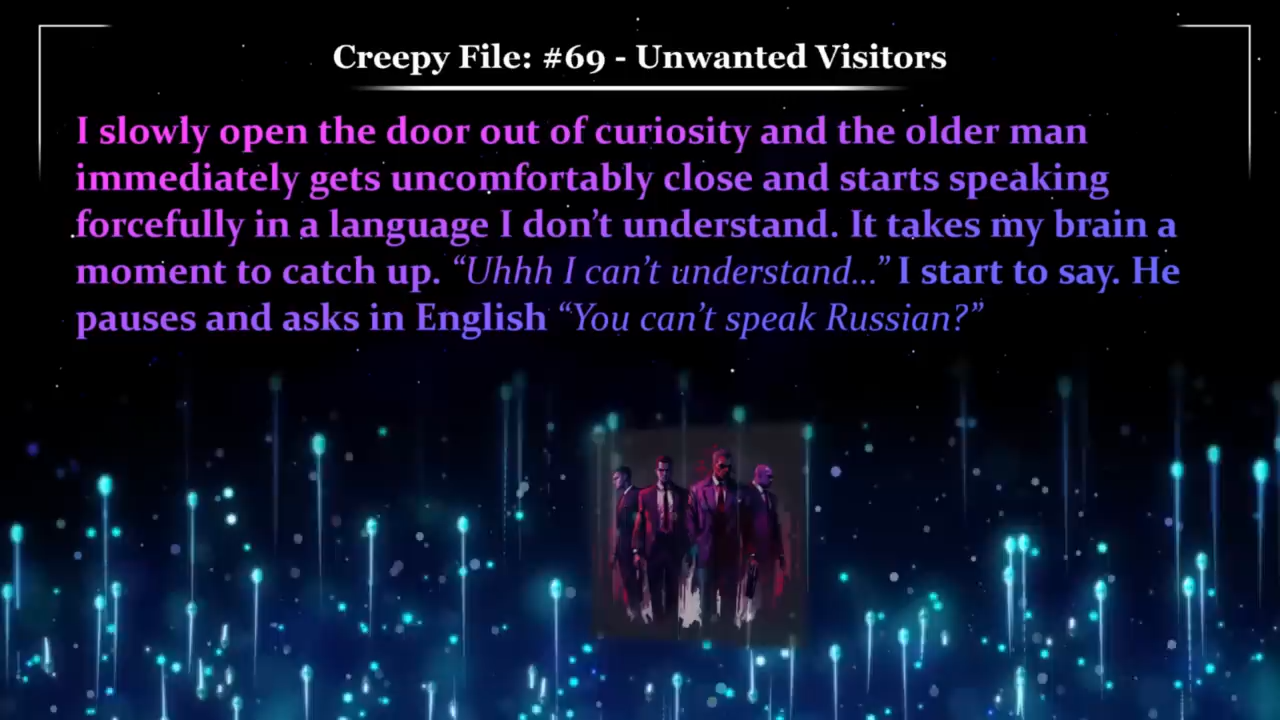 Creepy File: #69 - Unwanted Visitors
I slowly open the door out of curiosity and the older man
immediately gets uncomfortably close and starts speaking
forcefully in a language I don’t understand. It takes my brain a
moment to catch up. “Uhhh I can’t understand...” I start to say. He
pauses and asks in English “You can’t speak Russian?”